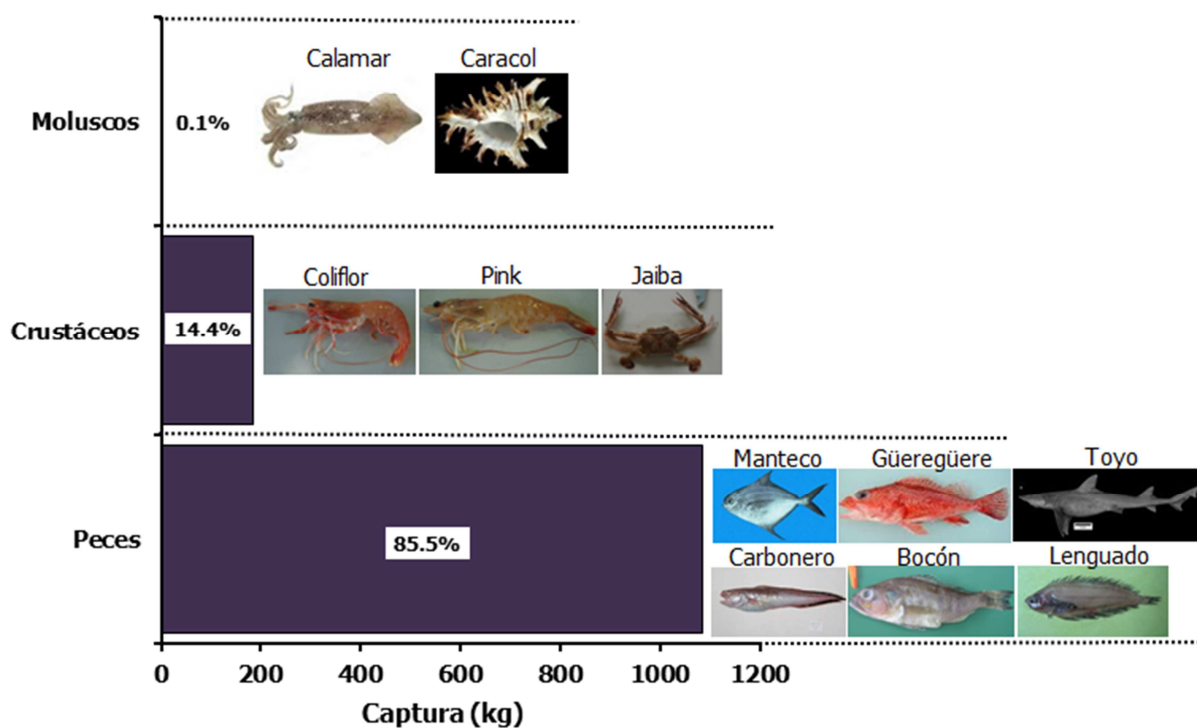 Calamar
Caracol
Moluscos
0.1%
Coliflor
Pink
Jaiba
Crustáceos
14.4%
Manteco
Güeregüere
Toyo
Peces
85.5%
Carbonero
Bocón
Lenguado
0 200 400 600 800 1000 1200
Captura (kg)